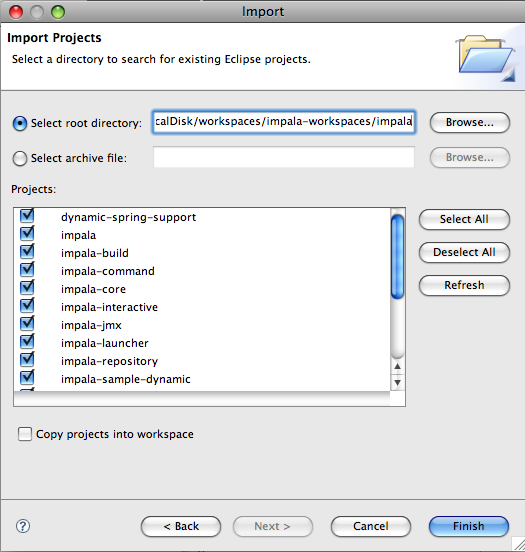 Import
Import Projects
Select a directory to search for existing Eclipse projects.
Select root directory: calDisk/workspaces/impala-workspaces/impala Browse...
Select archive file: Browse...
Projects:
dynamic-spring-support
impala
impala-build
impala-command
impala-core
impala-interactive
impala-jmx
impala-launcher
impala-repository
impala-sample-dynamic
Select All
Deselect All
Refresh
Copy projects into workspace
? < Back Next > Cancel Finish